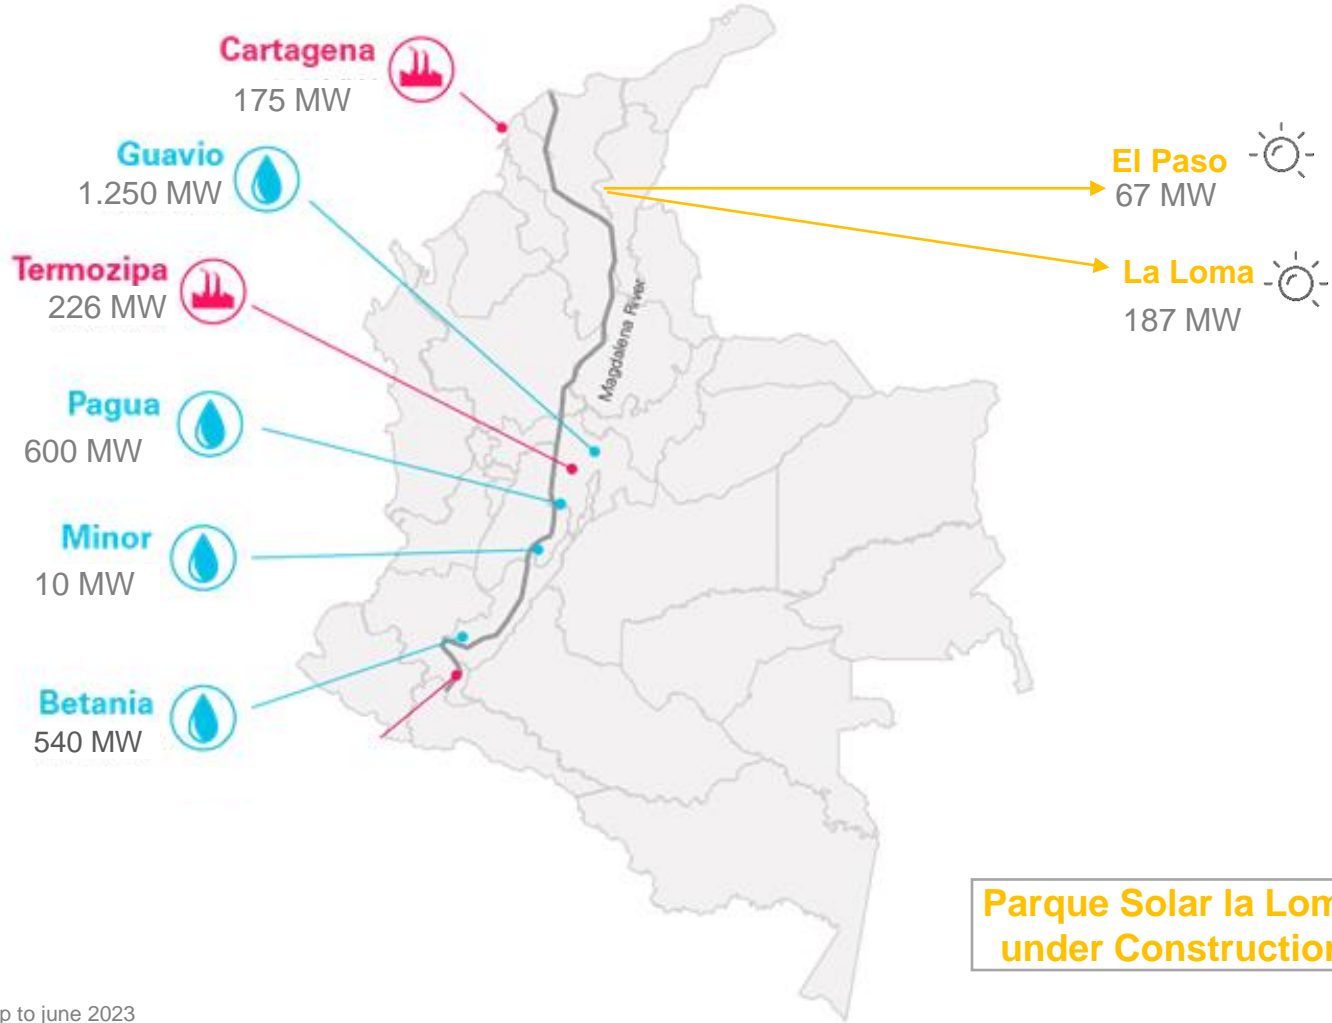 Cartagena
175 MW
Guavio
1.250 MW
Termozipa
226 MW
Pagua
600 MW
Minor
10 MW
Betania
540 MW
Magdalena River
El Paso
67 MW
La Loma
187 MW
Parque Solar la Lom
under Construction
p to june 2023